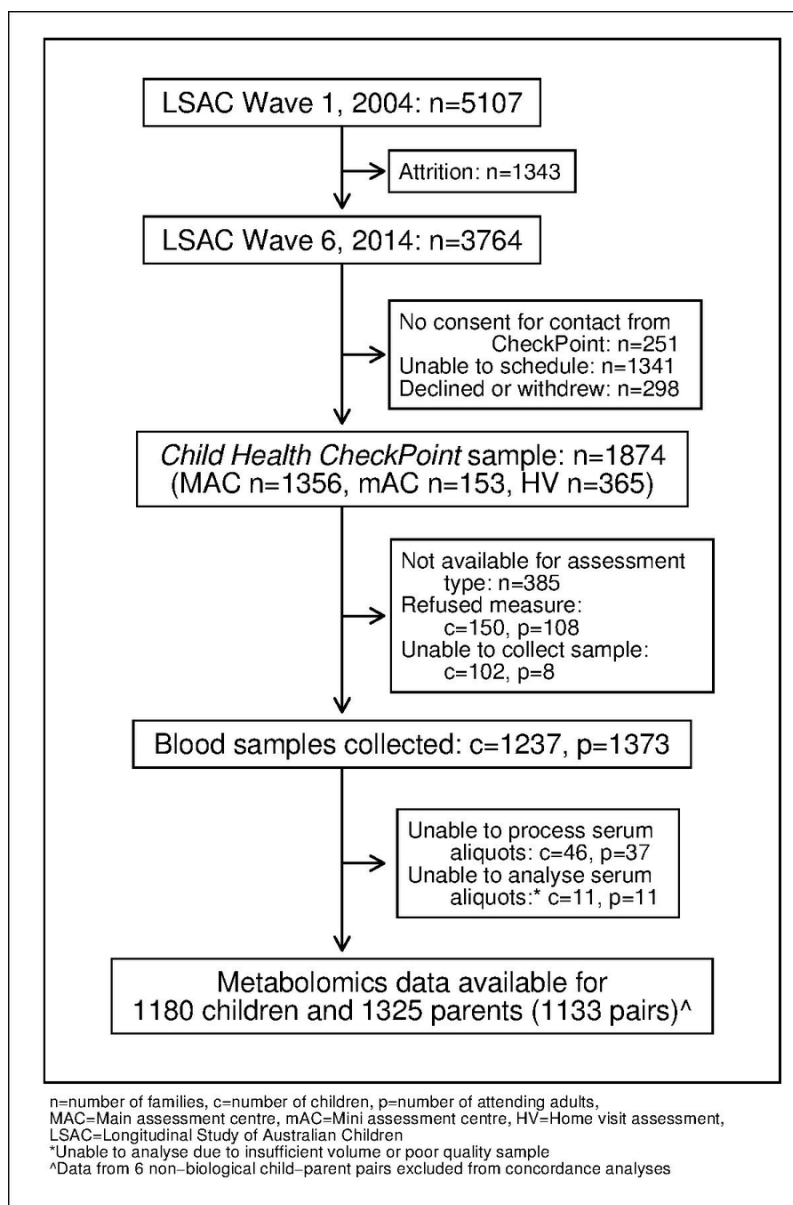 LSAC Wave 1, 2004: n=5107
Attrition: n=1343
LSAC Wave 6, 2014: n=3764
No consent for contact from
CheckPoint: n=251
Unable to schedule: n=1341
Declined or withdrew: n=298
Child Health CheckPoint sample: n=1874
(MAC n=1356, mAC n=153, HV n=365)
Not available for assessment
type: n=385
Refused measure:
c=150, p=108
Unable to collect sample:
c=102, p=8
Blood samples collected: c=1237, p=1373
Unable to process serum
aliquots: c=46, p=37
Unable to analyse serum
aliquots:* c=11, p=11
Metabolomics data available for
1180 children and 1325 parents (1133 pairs)^
n=number of families, c=number of children, p=number of attending adults,
MAC=Main assessment centre, mAC=Mini assessment centre, HV=Home visit assessment,
LSAC=Longitudinal Study of Australian Children
*Unable to analyse due to insufficient volume or poor quality sample
^Data from 6 non−biological child−parent pairs excluded from concordance analyses